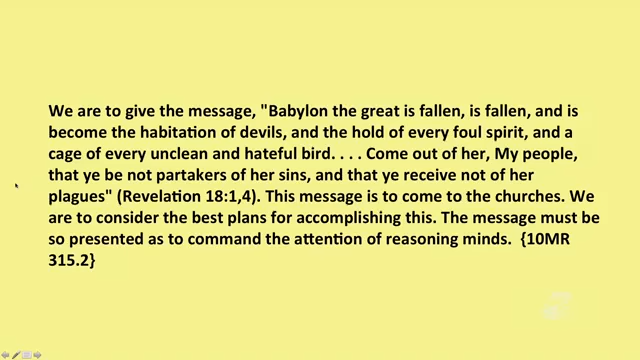 We are to give the message, "Babylon the great is fallen, is fallen, and is
become the habitation of devils, and the hold of every foul spirit, and a
cage of every unclean and hateful bird. . . . Come out of her, My people,
that ye be not partakers of her sins, and that ye receive not of her
plagues" (Revelation 18:1,4). This message is to come to the churches. We
are to consider the best plans for accomplishing this. The message must be
so presented as to command the attention of reasoning minds.  {10MR
315.2}